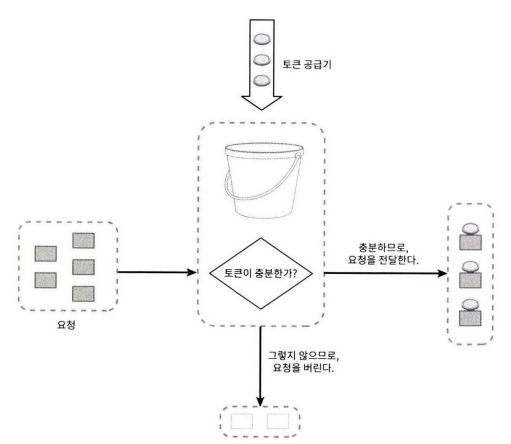 토큰 공급기
토큰이 충분한가?
충분하므로,
요청을 전달한다.
요청
그렇지 않으므로,
요청을 버린다.